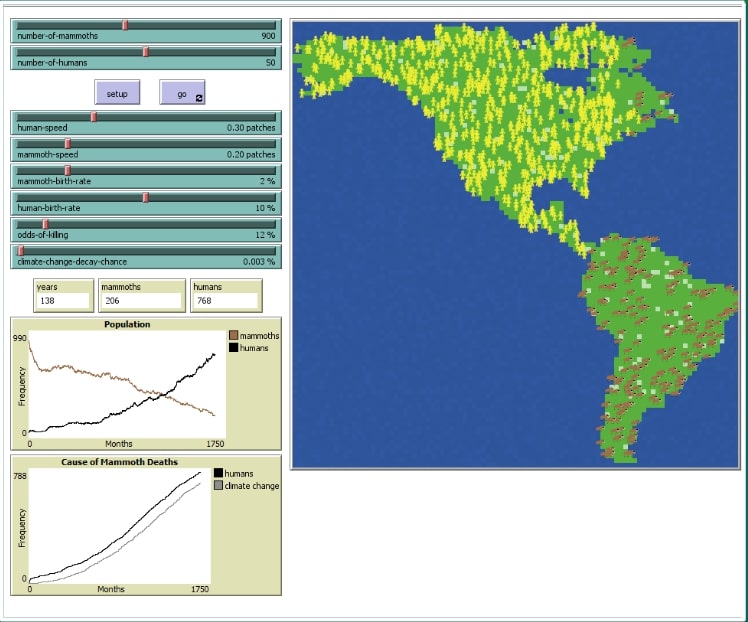 number-of-mammoths 900
number-of-humans 50
setup go
human-speed 0.30 patches
mammoth-speed 0.20 patches
mammoth-birth-rate 2 %
human-birth-rate 10 %
odds-of-killing 12 %
climate-change-decay-chance 0.003 %
years mammoths humans
138 206 768
Population
990
mammoths
humans
Frequency
0
0 Months 1750
Cause of Mammoth Deaths
788
humans
climate change
Frequency
0
0 Months 1750